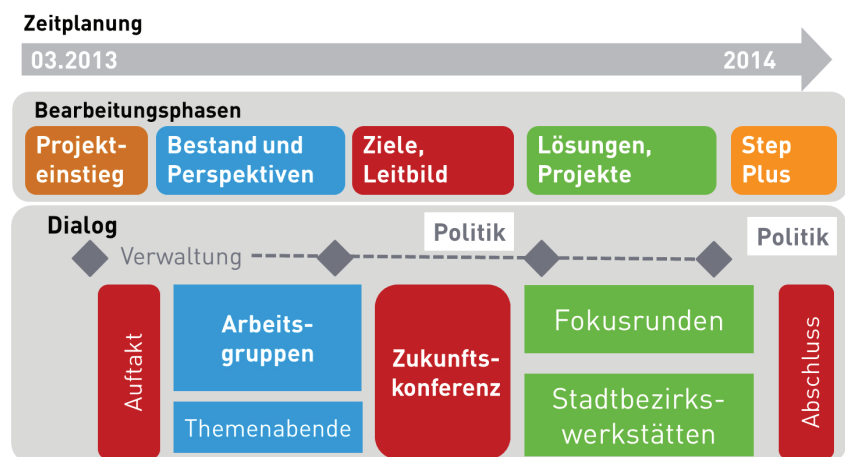 Zeitplanung
03.2013 2014
Bearbeitungsphasen
Projekt-
einstieg
Bestand und
Perspektiven
Ziele,
Leitbild
Lösungen,
Projekte
Step
Plus
Dialog
Verwaltung
Politik
Politik
Auftakt
Arbeits-
gruppen
Themenabende
Zukunfts-
konferenz
Fokusrunden
Stadtbezirks-
werkstätten
Abschluss